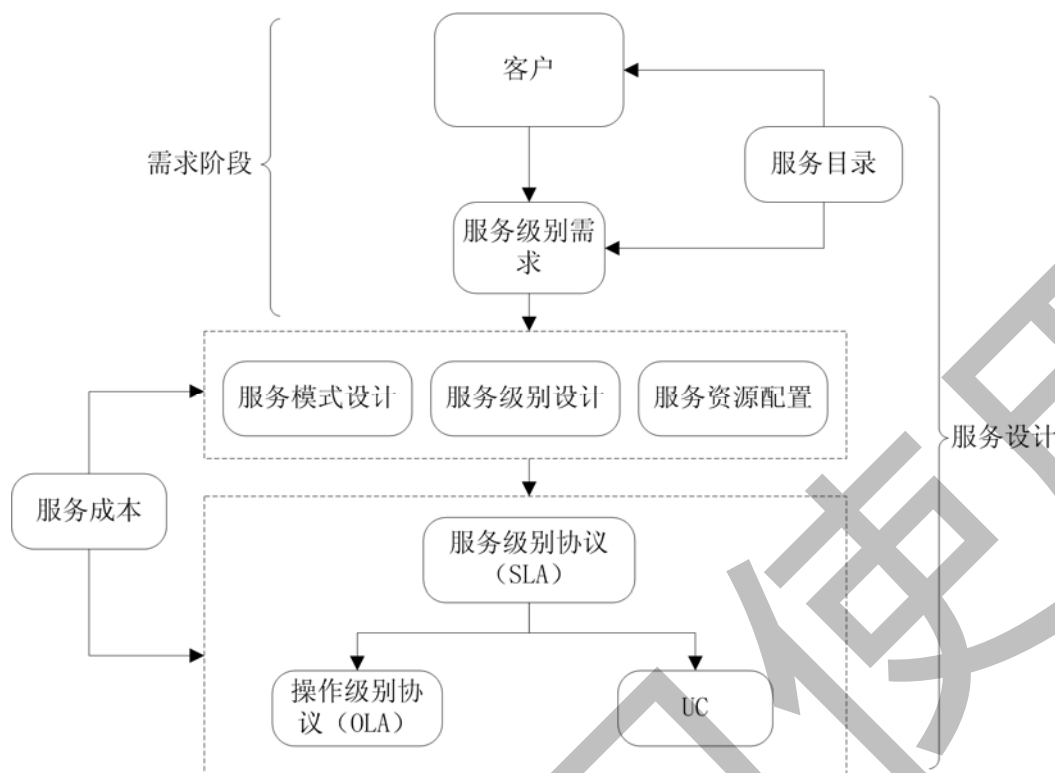 客户
需求阶段
服务目录
服务级别需
求
服务模式设计
服务级别设计
服务资源配置
服务设计
服务成本
服务级别协议
（SLA）
操作级别协
议（OLA）
UC